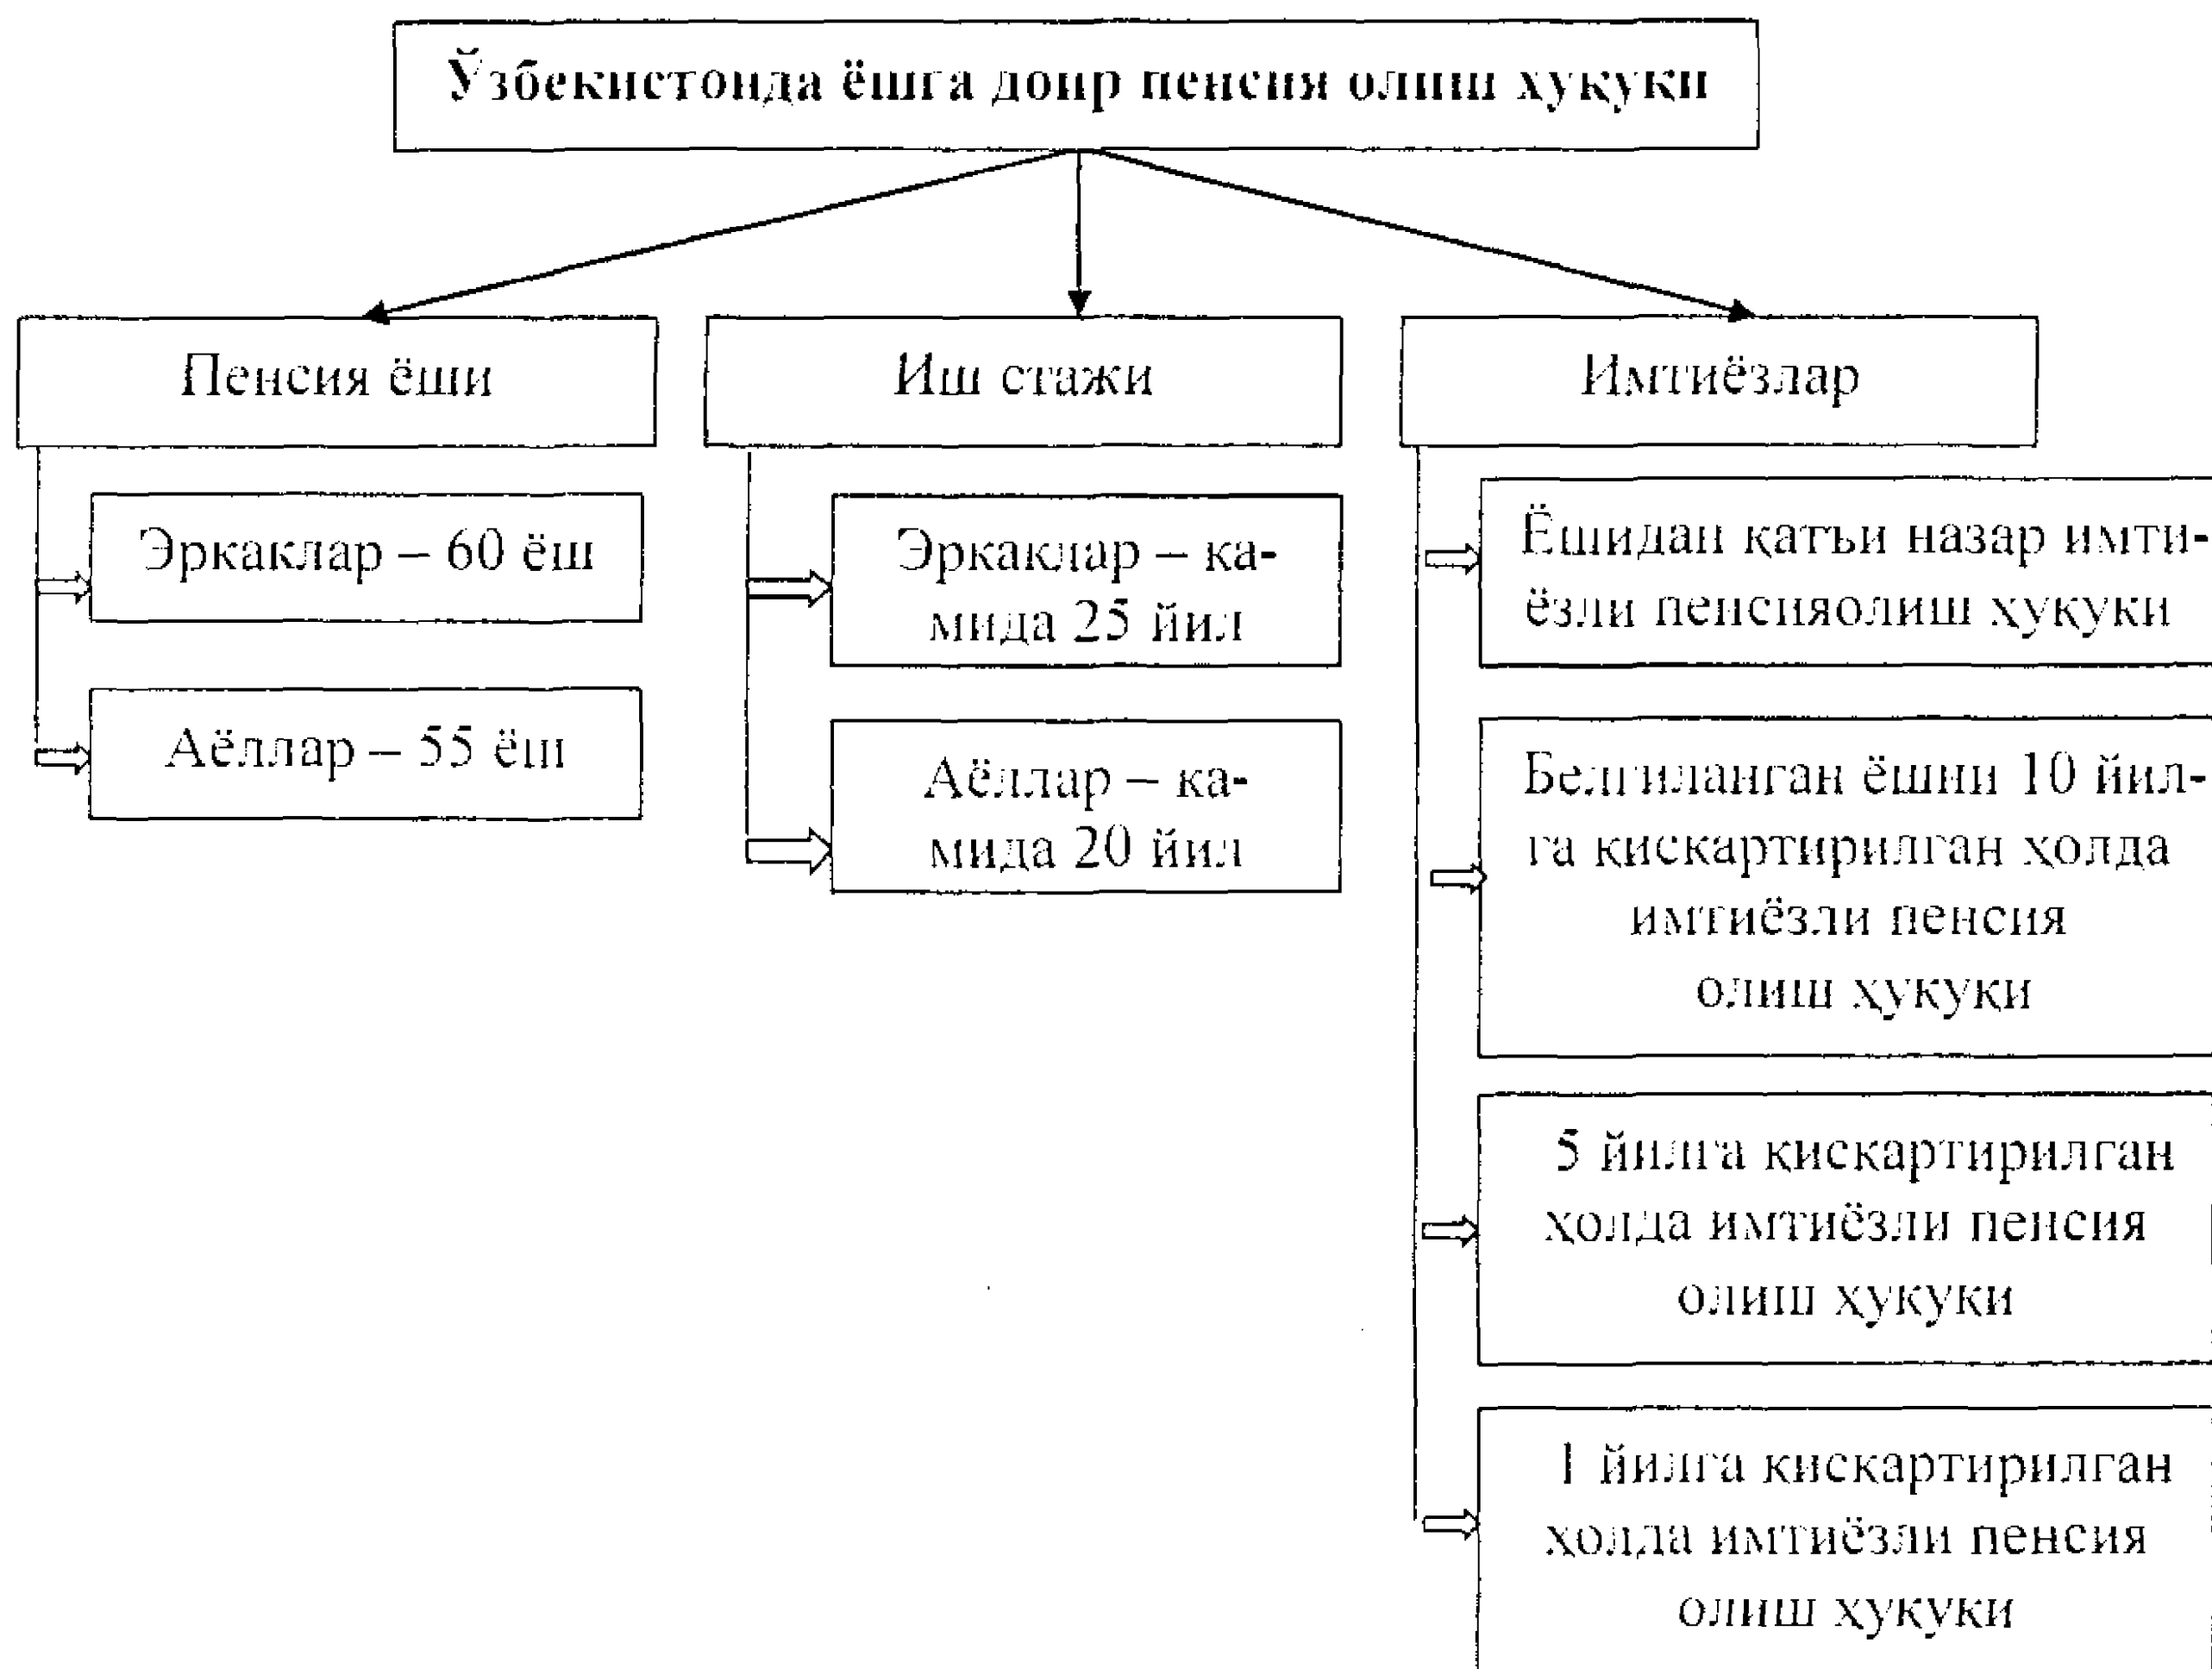 Ўзбекистонда ёшга доир пенсия олиш ҳуқуқи
Пенсия ёши
Эркаклар – 60 ёш
Аёллар – 55 ёш
Иш стажи
Эркаклар – ка-
мида 25 йил
Аёллар – ка-
мида 20 йил
Имтиёзлар
Ёшидан қатъи назар имти-
ёзли пенсияолиш ҳуқуқи
Белгиланган ёшни 10 йил-
га қисқартирилган ҳолда
имтиёзли пенсия
олиш ҳуқуқи
5 йилга қисқартирилган
ҳолда имтиёзли пенсия
олиш ҳуқуқи
1 йилга қисқартирилган
ҳолда имтиёзли пенсия
олиш ҳуқуқи